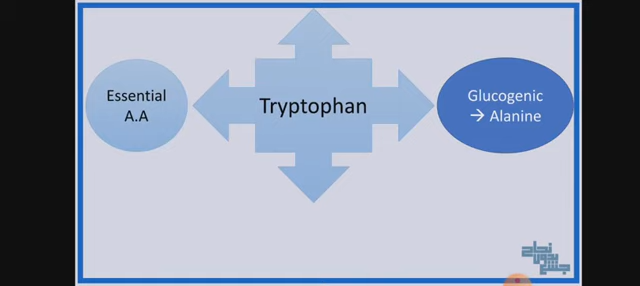 Essential
A.A
Tryptophan
Glucogenic
→ Alanine